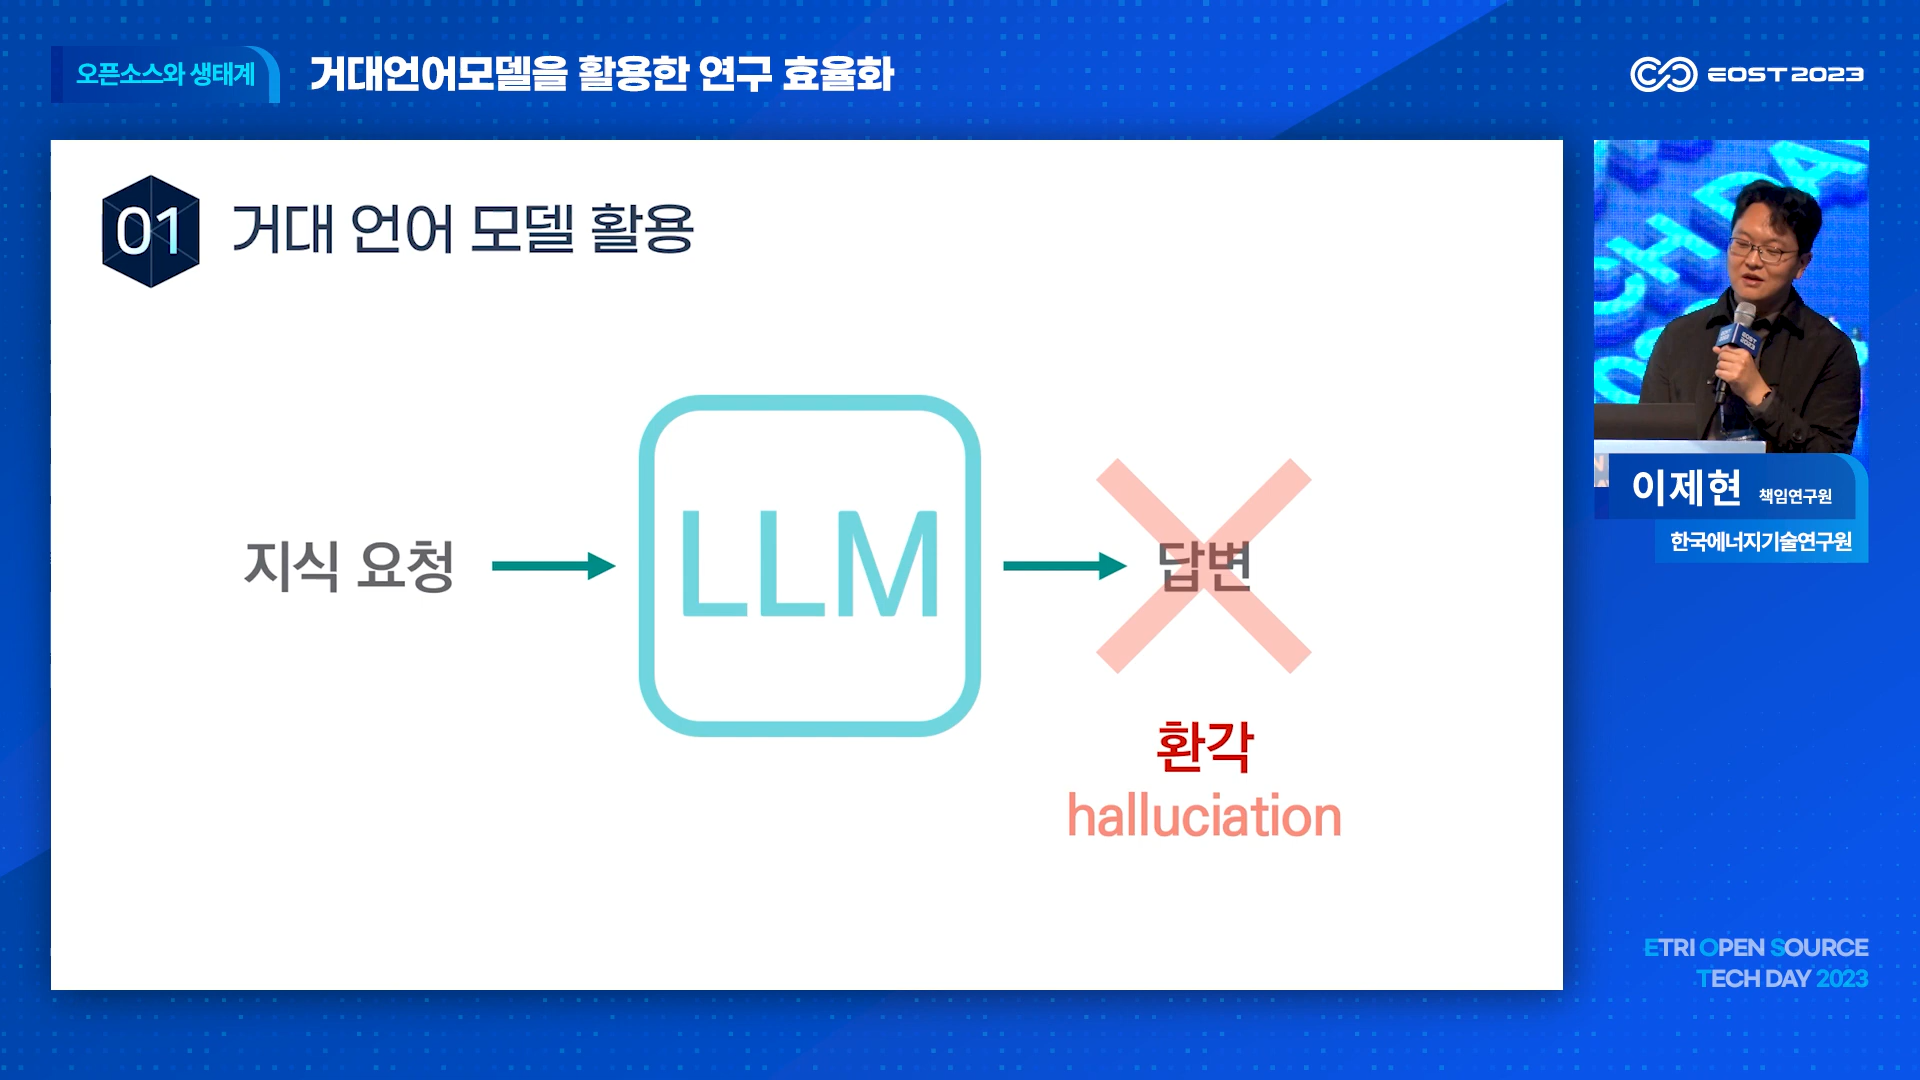 오픈소스와 생태계
거대언어모델을 활용한 연구 효율화
EOST 2023
01
거대 언어 모델 활용
지식 요청
LLM
답변
환각
halluciation
이제현 책임연구원
한국에너지기술연구원
ETRI OPEN SOURCE
TECH DAY 2023